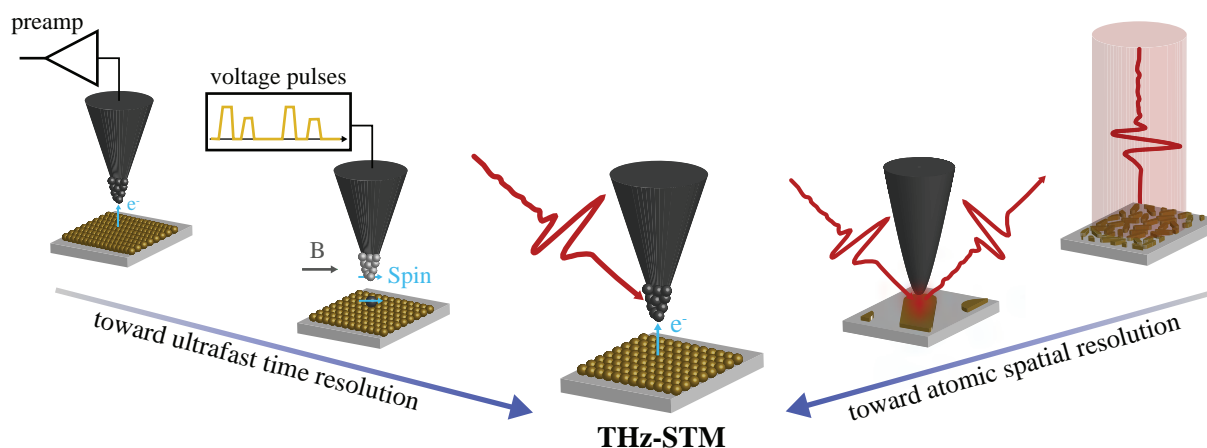 preamp
voltage pulses
e-
B
Spin
e-
toward ultrafast time resolution
toward atomic spatial resolution
THz-STM